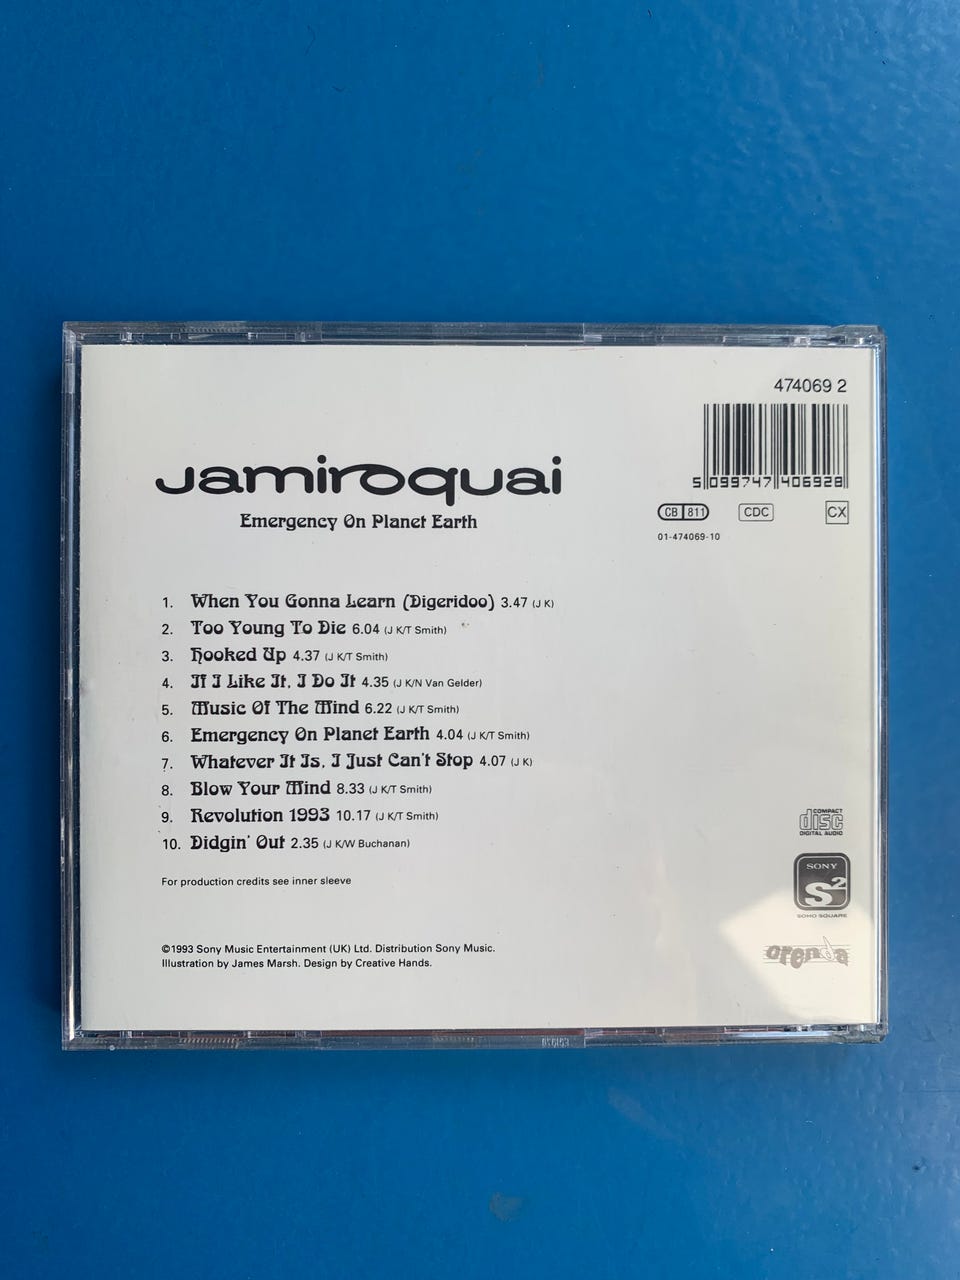 474069 2
5 099747 406928
CB 811 CDC CX
01-474069-10
Jamiroquai
Emergency On Planet Earth
1. When You Gonna Learn (Digeridoo) 3.47 (J K)
2. Too Young To Die 6.04 (J K/T Smith)
3. Hooked Up 4.37 (J K/T Smith)
4. If I Like It, I Do It 4.35 (J K/N Van Gelder)
5. Music Of The Mind 6.22 (J K/T Smith)
6. Emergency On Planet Earth 4.04 (J K/T Smith)
7. Whatever It Is, I Just Can't Stop 4.07 (J K)
8. Blow Your Mind 8.33 (J K/T Smith)
9. Revolution 1993 10.17 (J K/T Smith)
10. Didgin' Out 2.35 (J K/W Buchanan)
For production credits see inner sleeve
©1993 Sony Music Entertainment (UK) Ltd. Distribution Sony Music.
Illustration by James Marsh. Design by Creative Hands.
COMPACT
disc
DIGITAL AUDIO
SONY
S2
SOHO SQUARE
orenda